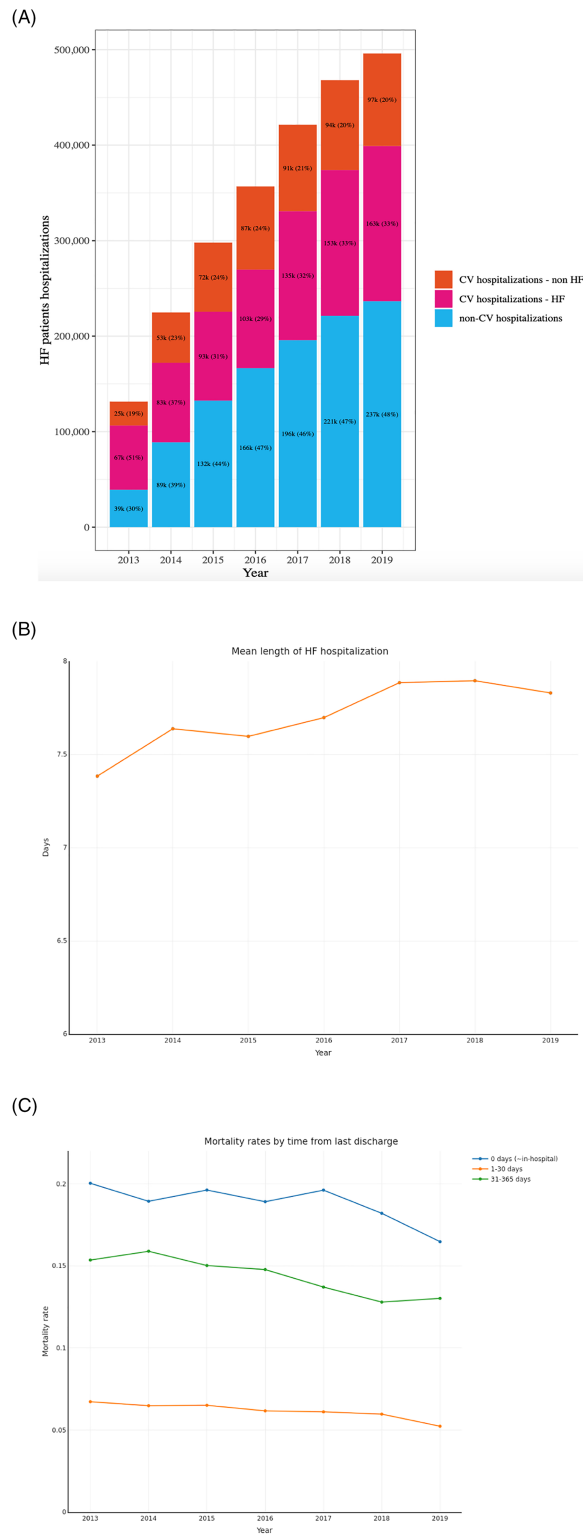 (A)
500,000
400,000
300,000
200,000
100,000
0
HF patients hospitalizations
25k (19%)
67k (51%)
39k (30%)
53k (23%)
83k (37%)
89k (39%)
72k (24%)
93k (31%)
132k (44%)
87k (24%)
103k (29%)
166k (47%)
91k (21%)
135k (32%)
196k (46%)
94k (20%)
153k (33%)
221k (47%)
97k (20%)
163k (33%)
237k (48%)
2013 2014 2015 2016 2017 2018 2019
Year
CV hospitalizations - non HF
CV hospitalizations - HF
non-CV hospitalizations
(B)
Mean length of HF hospitalization
8
7.5
7
6.5
6
Days
2013 2014 2015 2016 2017 2018 2019
Year
(C)
Mortality rates by time from last discharge
0.2
0.15
0.1
0.05
0
Mortality rate
2013 2014 2015 2016 2017 2018 2019
Year
0 days (~in-hospital)
1-30 days
31-365 days